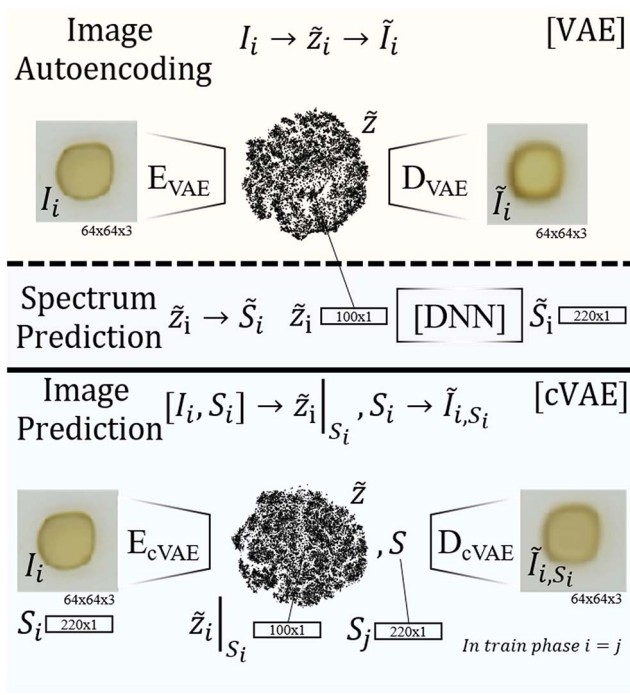 Image Autoencoding
I_i → z̃_i → Ĩ_i
[VAE]
I_i
64x64x3
E_VAE
z̃
D_VAE
Ĩ_i
64x64x3
Spectrum Prediction
z̃_i → S̃_i
z̃_i 100x1
[DNN]
S̃_i 220x1
Image Prediction
[I_i, S_i] → z̃_i|_{S_i}, S_i → Ĩ_{i,S_i}
[cVAE]
I_i
64x64x3
S_i 220x1
E_cVAE
z̃
, S
D_cVAE
Ĩ_{i,S_i}
64x64x3
z̃_i|_{S_i} 100x1
S_j 220x1
In train phase i = j